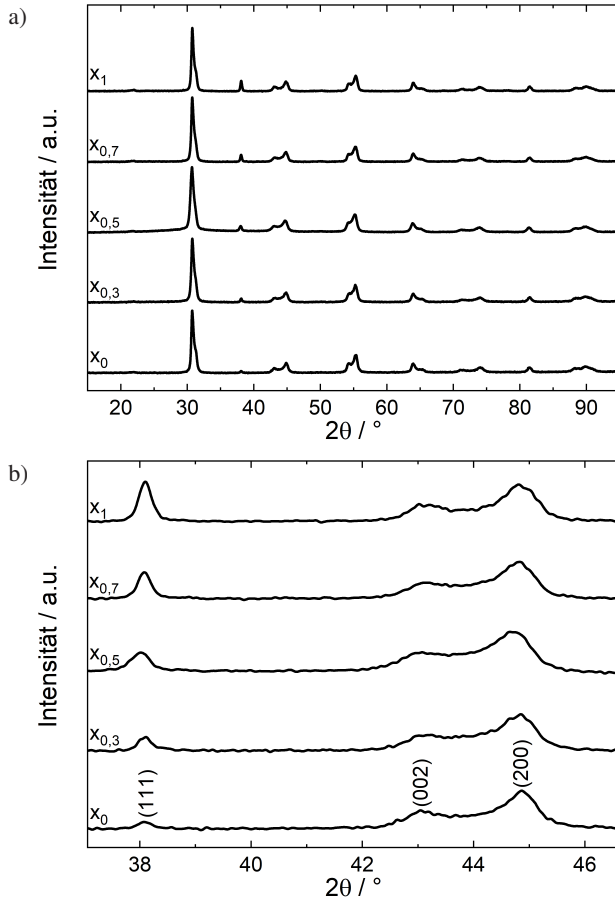 a)
Intensität / a.u.
x1
x0,7
x0,5
x0,3
x0
20 30 40 50 60 70 80 90
2θ / °
b)
Intensität / a.u.
x1
x0,7
x0,5
x0,3
x0
(111) (002) (200)
38 40 42 44 46
2θ / °